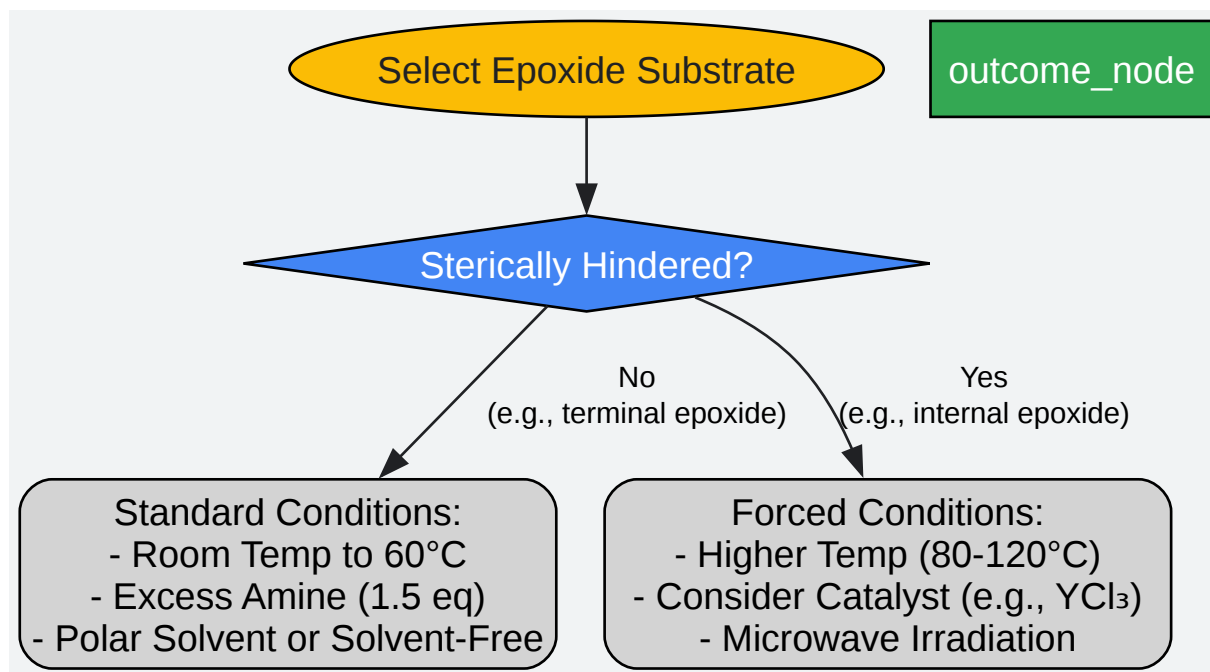 Select Epoxide Substrate
outcome_node
Sterically Hindered?
No
(e.g., terminal epoxide)
Yes
(e.g., internal epoxide)
Standard Conditions:
- Room Temp to 60°C
- Excess Amine (1.5 eq)
- Polar Solvent or Solvent-Free
Forced Conditions:
- Higher Temp (80-120°C)
- Consider Catalyst (e.g., YCl₃)
- Microwave Irradiation